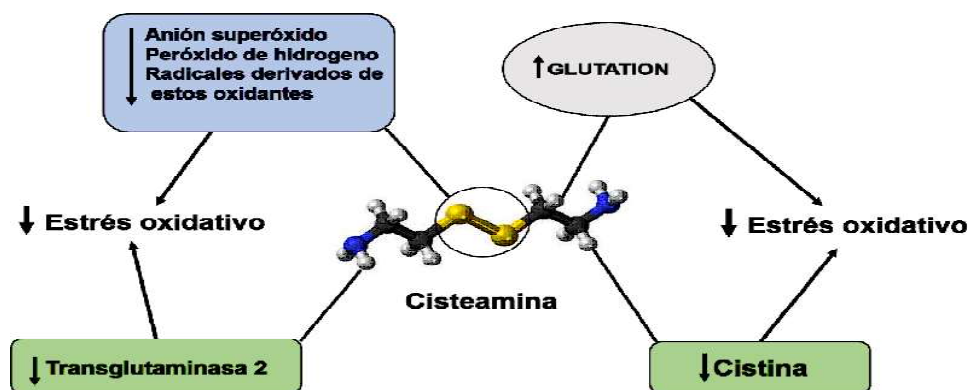 ↓ Anión superóxido
Peróxido de hidrogeno
Radicales derivados de
estos oxidantes
↑ GLUTATION
↓ Estrés oxidativo
↓ Estrés oxidativo
Cisteamina
↓ Transglutaminasa 2
↓ Cistina